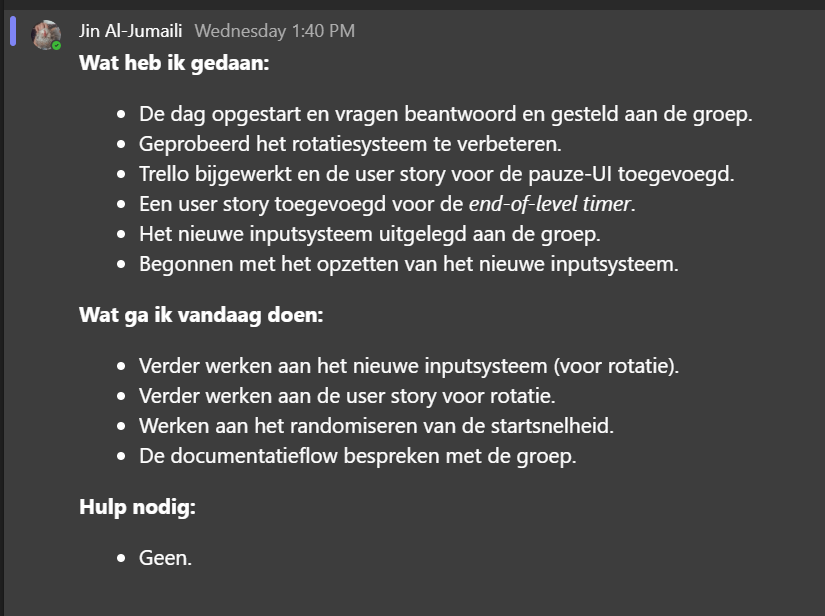 Jin Al-Jumaili Wednesday 1:40 PM
Wat heb ik gedaan:
• De dag opgestart en vragen beantwoord en gesteld aan de groep.
• Geprobeerd het rotatiesysteem te verbeteren.
• Trello bijgewerkt en de user story voor de pauze-UI toegevoegd.
• Een user story toegevoegd voor de end-of-level timer.
• Het nieuwe inputsysteem uitgelegd aan de groep.
• Begonnen met het opzetten van het nieuwe inputsysteem.
Wat ga ik vandaag doen:
• Verder werken aan het nieuwe inputsysteem (voor rotatie).
• Verder werken aan de user story voor rotatie.
• Werken aan het randomiseren van de startsnelheid.
• De documentatieflow bespreken met de groep.
Hulp nodig:
• Geen.